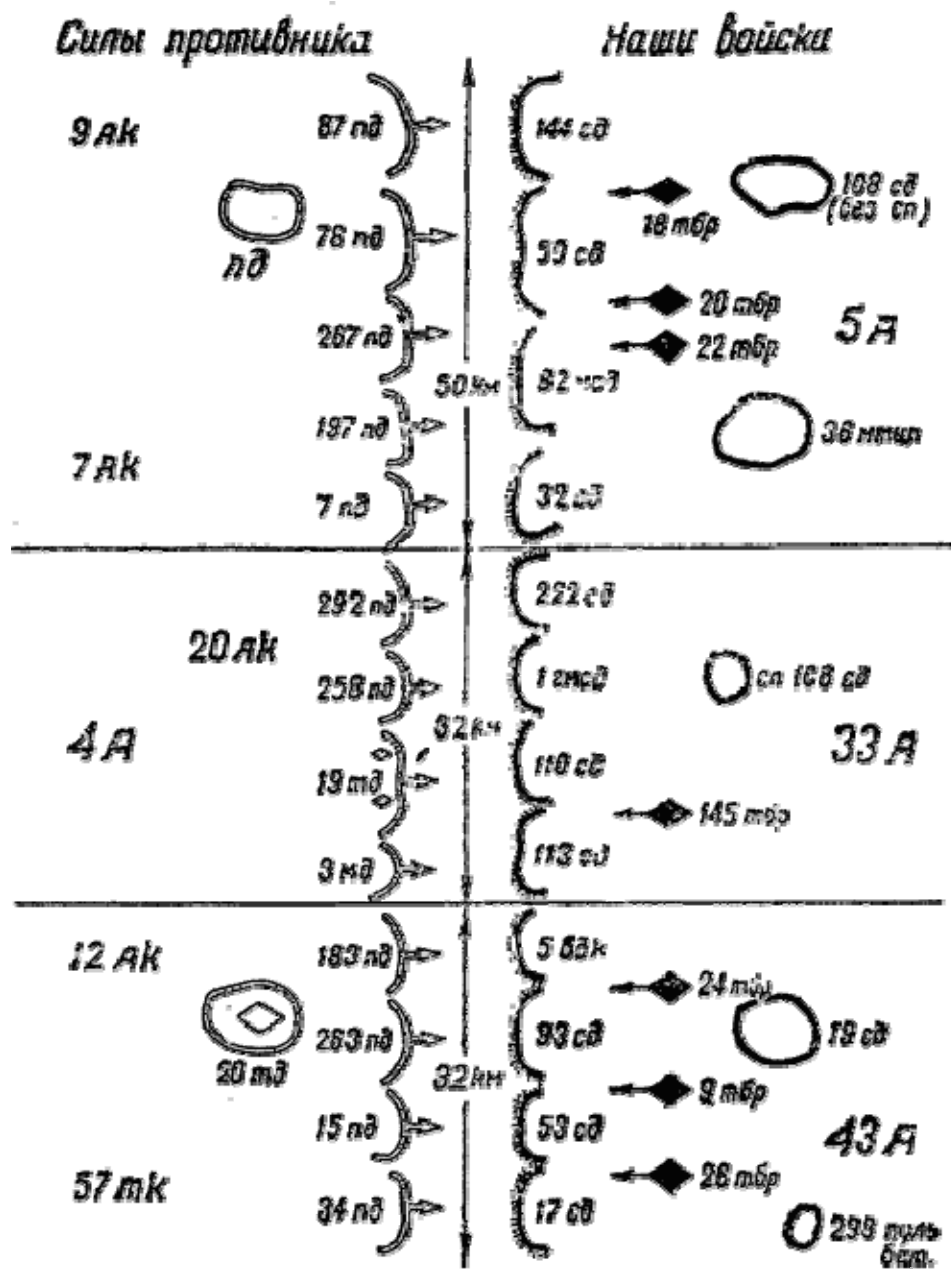 Силы противника
Наши войска
9 ак
87 пд
144 сд
пд
78 пд
18 тбр
108 сд
(без сп)
50 сд
20 тбр
5 А
267 пд
22 тбр
50 км
82 мсд
197 пд
36 мтцп
7 ак
7 пд
32 сд
292 пд
222 сд
20 ак
258 пд
1 гмсд
сп 108 сд
4 А
32 км
33 А
19 тд
110 сд
145 тбр
3 мд
113 сд
12 ак
183 пд
5 вдк
24 тбр
20 тд
263 пд
93 сд
19 сд
32 км
9 тбр
15 пд
53 сд
43 А
57 тк
34 пд
17 сд
26 тбр
298 пуль
бат.